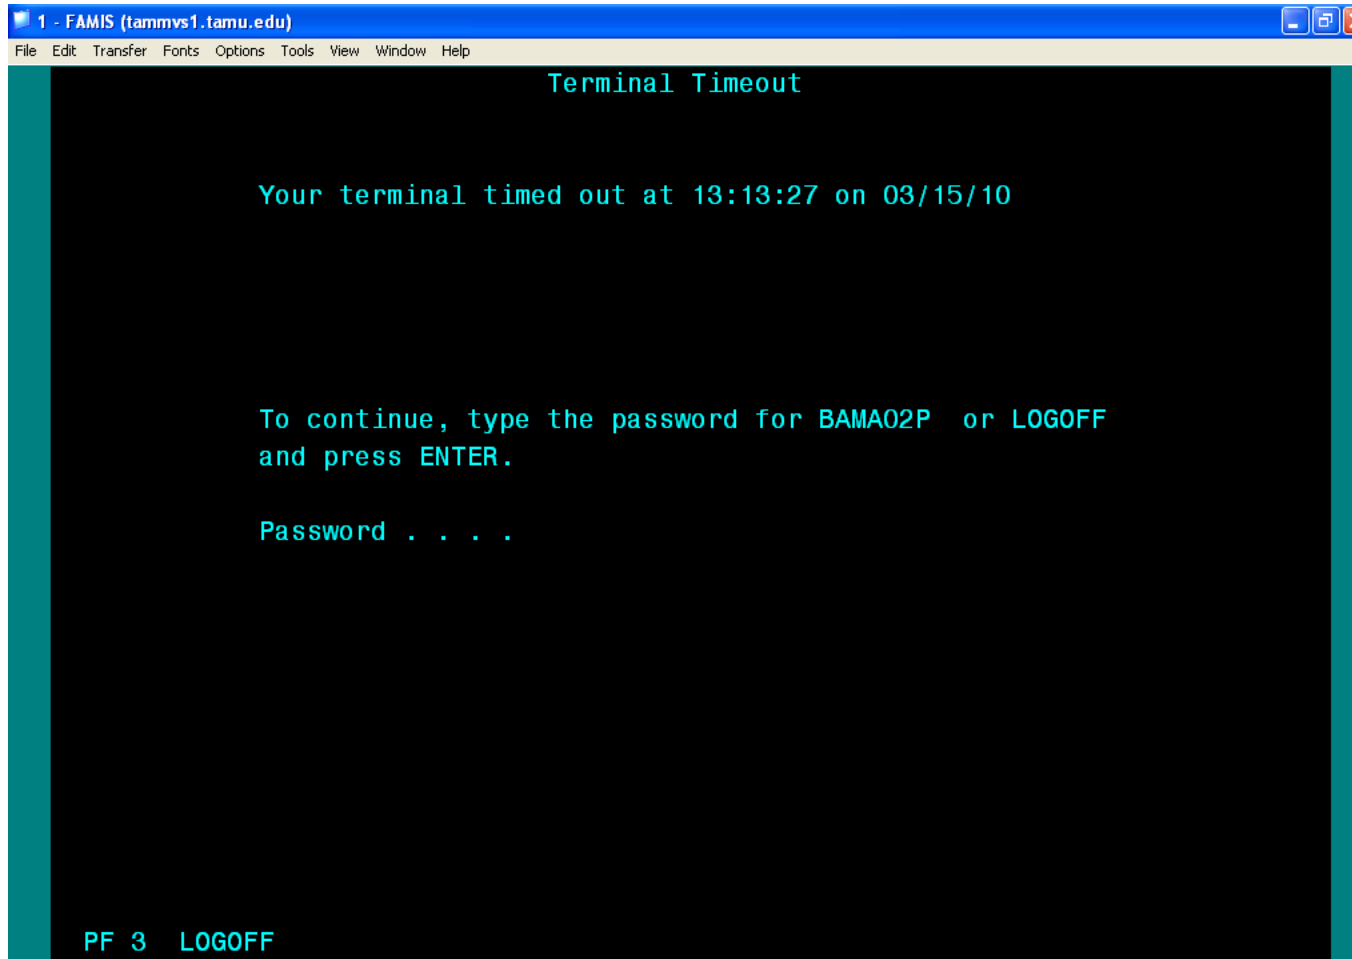 1 - FAMIS (tammvs1.tamu.edu)
File Edit Transfer Fonts Options Tools View Window Help
Terminal Timeout
Your terminal timed out at 13:13:27 on 03/15/10
To continue, type the password for BAMA02P or LOGOFF
and press ENTER.
Password . . . .
PF 3 LOGOFF